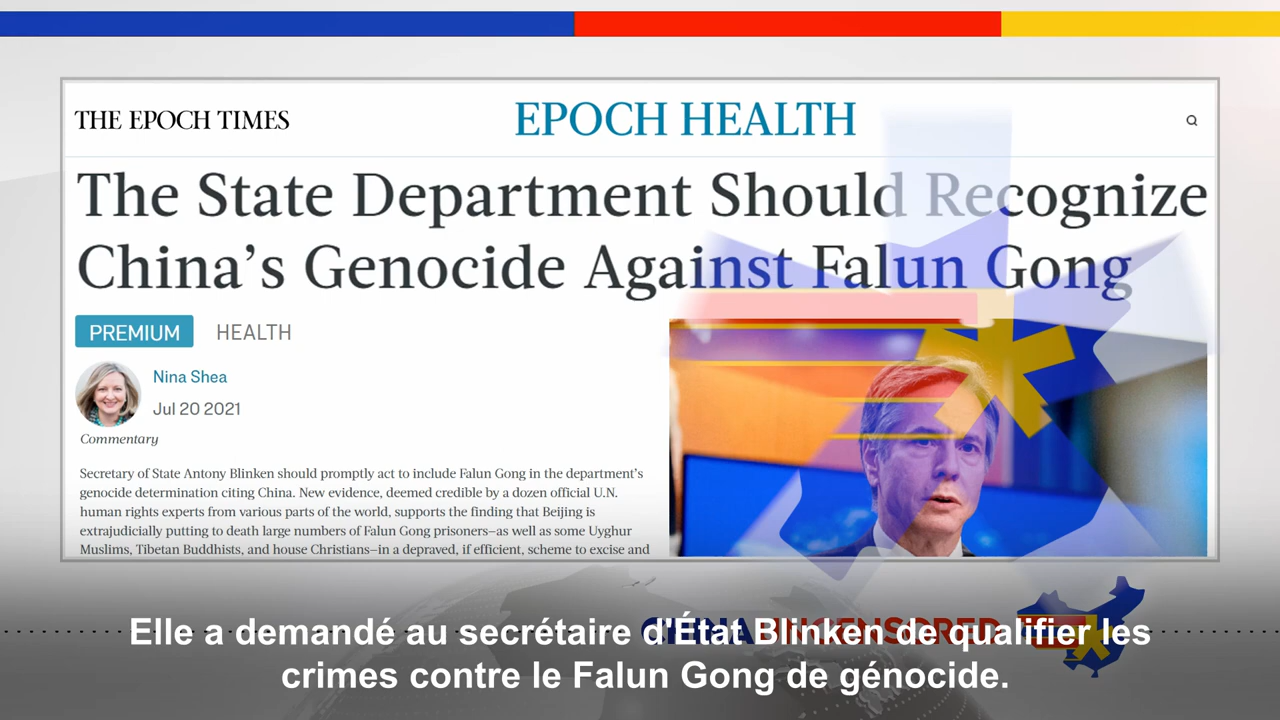 THE EPOCH TIMES
EPOCH HEALTH
The State Department Should Recognize
China's Genocide Against Falun Gong
PREMIUM HEALTH
Nina Shea
Jul 20 2021
Commentary
Secretary of State Antony Blinken should promptly act to include Falun Gong in the department's
genocide determination citing China. New evidence, deemed credible by a dozen official U.N.
human rights experts from various parts of the world, supports the finding that Beijing is
extrajudicially putting to death large numbers of Falun Gong prisoners—as well as some Uyghur
Muslims, Tibetan Buddhists, and house Christians—in a depraved, if efficient, scheme to excise and
CHINA UNCENSORED
Elle a demandé au secrétaire d'État Blinken de qualifier les
crimes contre le Falun Gong de génocide.